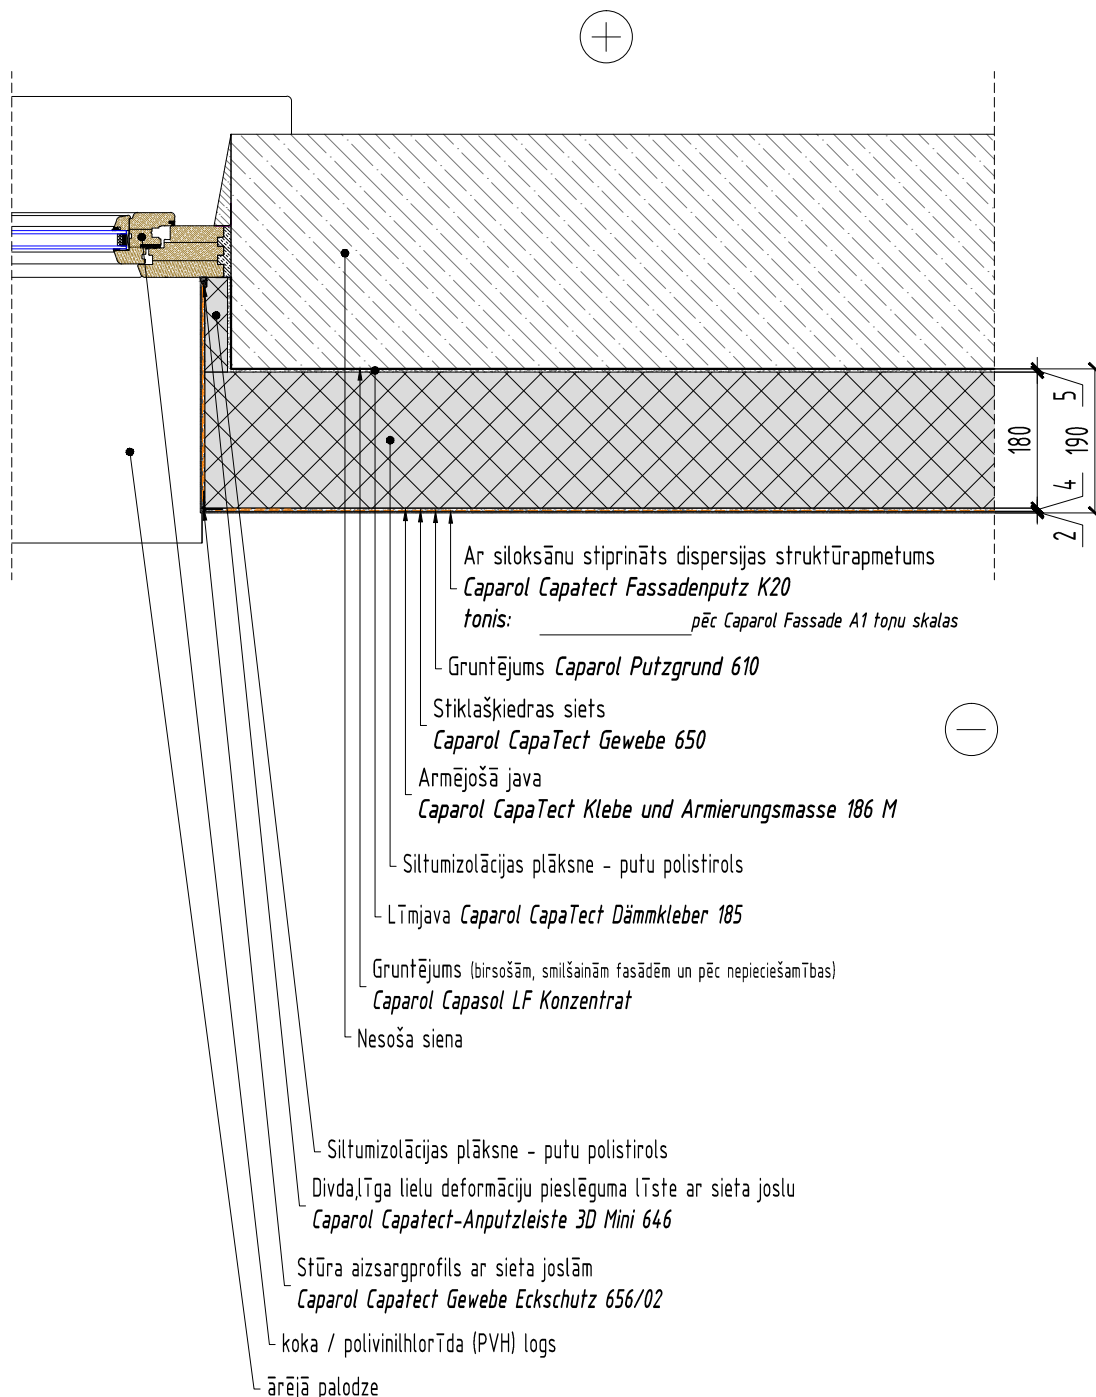 5
180
190
4
2
Ar siloksānu stiprināts dispersijas struktūrapmetums
Caparol Capatect Fassadenputz K20
tonis: pēc Caparol Fassade A1 toņu skalas
Gruntējums Caparol Putzgrund 610
Stiklašķiedras siets
Caparol CapaTect Gewebe 650
Armējošā java
Caparol CapaTect Klebe und Armierungsmasse 186 M
Siltumizolācijas plāksne - putu polistirols
Līmjava Caparol CapaTect Dämmkleber 185
Gruntējums (birsošām, smilšainām fasādēm un pēc nepieciešamības)
Caparol Capasol LF Konzentrat
Nesoša siena
Siltumizolācijas plāksne - putu polistirols
Divda,līga lielu deformāciju pieslēguma līste ar sieta joslu
Caparol Capatect-Anputzleiste 3D Mini 646
Stūra aizsargprofils ar sieta joslām
Caparol Capatect Gewebe Eckschutz 656/02
koka / polivinilhlorīda (PVH) logs
ārējā palodze